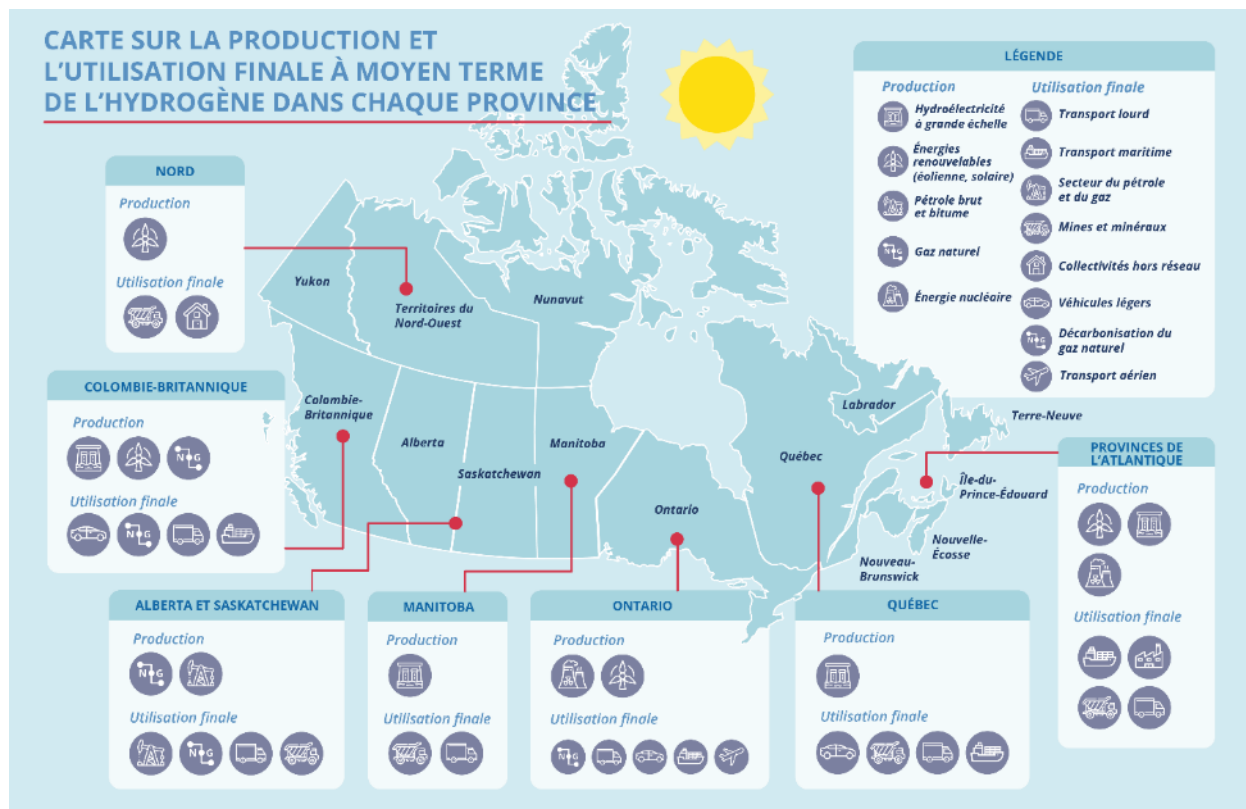 CARTE SUR LA PRODUCTION ET
L'UTILISATION FINALE À MOYEN TERME
DE L'HYDROGÈNE DANS CHAQUE PROVINCE
LÉGENDE
Production
Hydroélectricité
à grande échelle
Énergies
renouvelables
(éolienne, solaire)
Pétrole brut
et bitume
Gaz naturel
Énergie nucléaire
Utilisation finale
Transport lourd
Transport maritime
Secteur du pétrole
et du gaz
Mines et minéraux
Collectivités hors réseau
Véhicules légers
Décarbonisation du
gaz naturel
Transport aérien
N G
N G
NORD
Production
Utilisation finale
Yukon
Territoires du
Nord-Ouest
Nunavut
Colombie-
Britannique
Alberta
Saskatchewan
Manitoba
Ontario
Québec
Labrador
Terre-Neuve
Île-du-
Prince-Édouard
Nouvelle-
Écosse
Nouveau-
Brunswick
COLOMBIE-BRITANNIQUE
Production
N G
Utilisation finale
N G
PROVINCES DE
L'ATLANTIQUE
Production
Utilisation finale
ALBERTA ET SASKATCHEWAN
Production
N G
Utilisation finale
N G
MANITOBA
Production
Utilisation finale
ONTARIO
Production
Utilisation finale
N G
QUÉBEC
Production
Utilisation finale